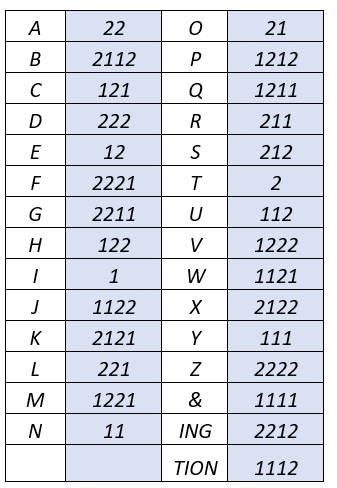 A 22 O 21
B 2112 P 1212
C 121 Q 1211
D 222 R 211
E 12 S 212
F 2221 T 2
G 2211 U 112
H 122 V 1222
I 1 W 1121
J 1122 X 2122
K 2121 Y 111
L 221 Z 2222
M 1221 & 1111
N 11 ING 2212
TION 1112